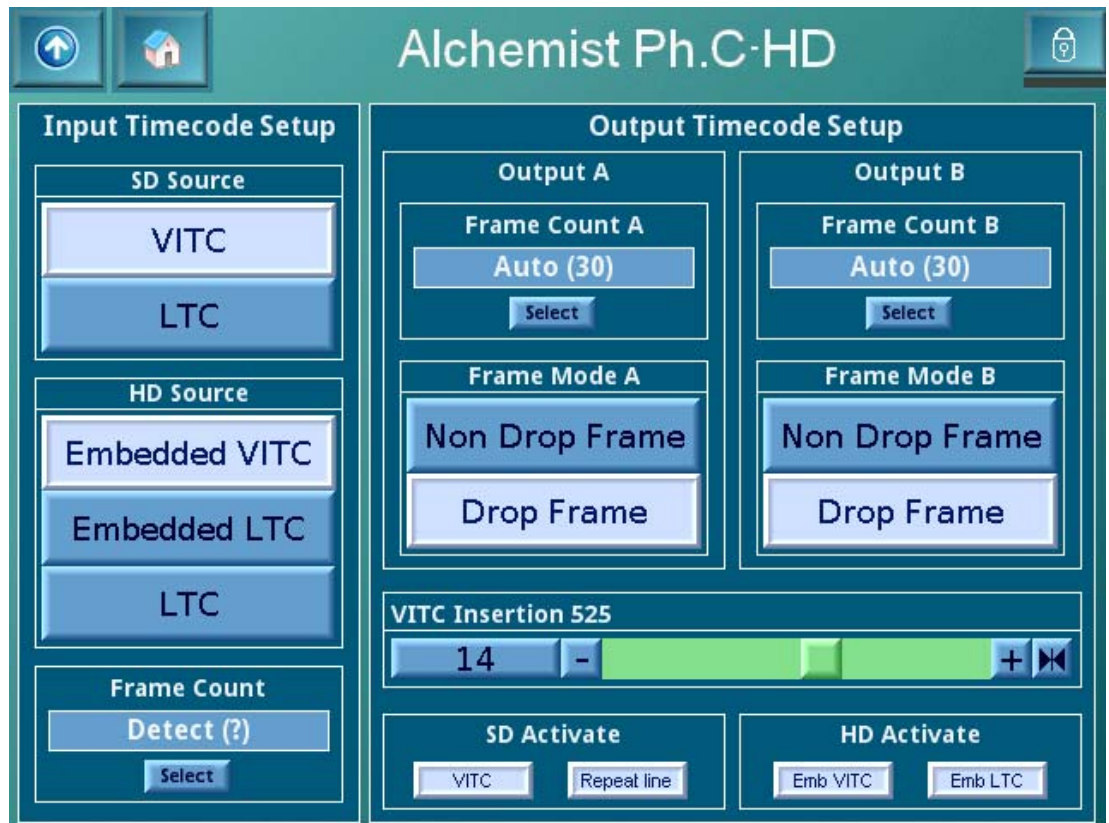 Alchemist Ph.C-HD
Input Timecode Setup
SD Source
VITC
LTC
HD Source
Embedded VITC
Embedded LTC
LTC
Frame Count
Detect (?)
Select
Output Timecode Setup
Output A
Frame Count A
Auto (30)
Select
Frame Mode A
Non Drop Frame
Drop Frame
Output B
Frame Count B
Auto (30)
Select
Frame Mode B
Non Drop Frame
Drop Frame
VITC Insertion 525
14 - +
SD Activate
VITC Repeat line
HD Activate
Emb VITC Emb LTC